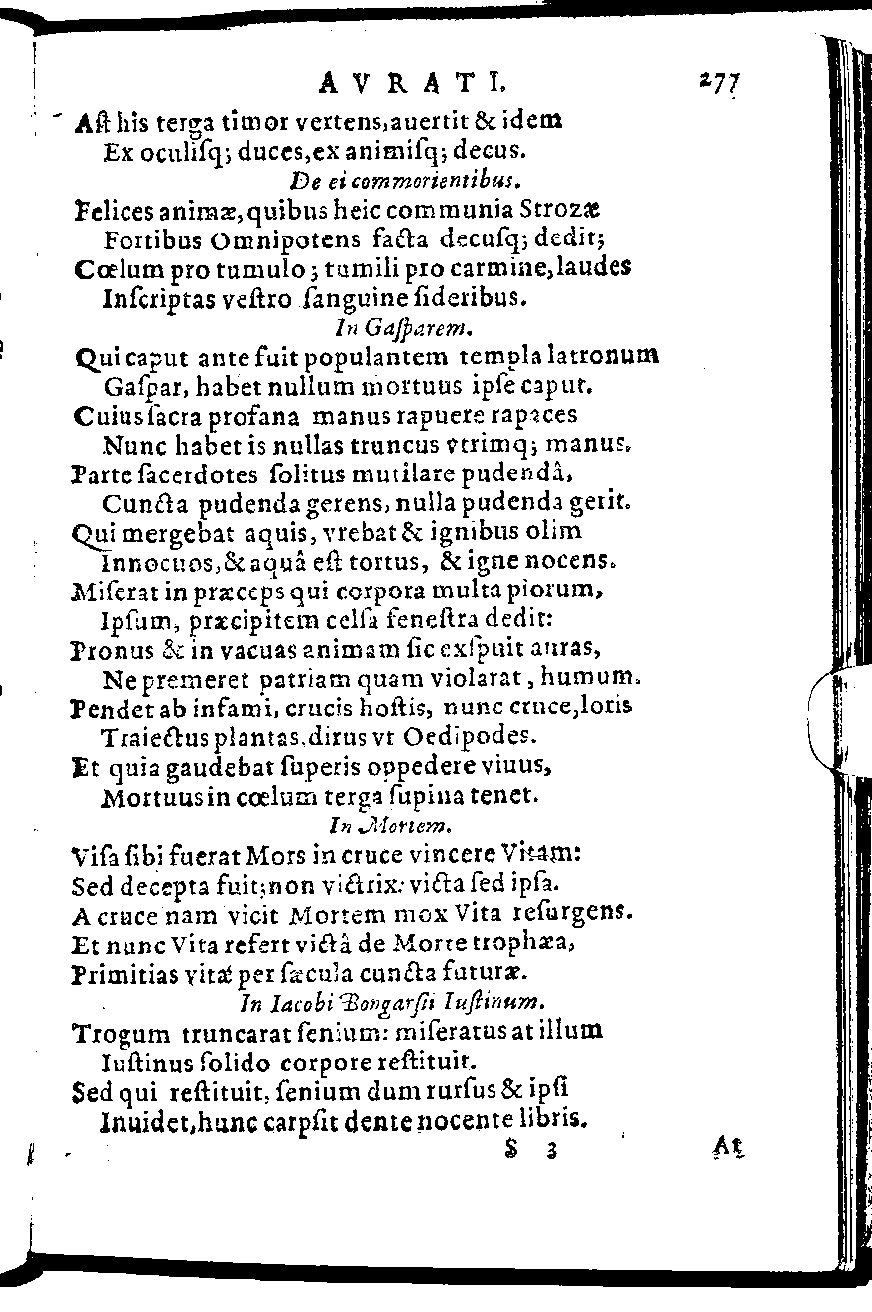 AVRATI. 277
Aſt his terga timor vertens, auertit & idem
Ex oculiſq; duces, ex animiſq; decus.
De ei commorientibus.
Felices animæ, quibus heic communia Strozæ
Fortibus Omnipotens facta decuſq; dedit;
Cœlum pro tumulo; tumili pro carmine, laudes
Inſcriptas veſtro ſanguine ſideribus.
In Gaſparem.
Qui caput ante fuit populantem templa latronum
Gaſpar, habet nullum mortuus ipſe caput.
Cuius ſacra profana manus rapuere rapaces
Nunc habet is nullas truncus vtrimq; manus.
Parte ſacerdotes ſolitus mutilare pudendâ,
Cuncta pudenda gerens, nulla pudenda gerit.
Qui mergebat aquis, vrebat & ignibus olim
Innocuos, & aquâ eſt tortus, & igne nocens.
Miſerat in præceps qui corpora multa piorum,
Ipſum, præcipitem celſa feneſtra dedit:
Pronus & in vacuas animam ſic exſpuit auras,
Ne premeret patriam quam violarat, humum.
Pendet ab infami, crucis hoſtis, nunc cruce, loris
Traiectus plantas, dirus vt Oedipodes.
Et quia gaudebat ſuperis oppedere viuus,
Mortuus in cœlum terga ſupina tenet.
In Mortem.
Viſa ſibi fuerat Mors in cruce vincere Vitam:
Sed decepta fuit; non victrix: victa ſed ipſa.
A cruce nam vicit Mortem mox Vita reſurgens.
Et nunc Vita refert victâ de Morte trophæa,
Primitias vitæ per ſæcula cuncta futuræ.
In Iacobi Bongarſii Iuſtinum.
Trogum truncarat ſenium: miſeratus at illum
Iuſtinus ſolido corpore reſtituit.
Sed qui reſtituit, ſenium dum rurſus & ipſi
Inuidet, hunc carpſit dente nocente libris.
S 3 At